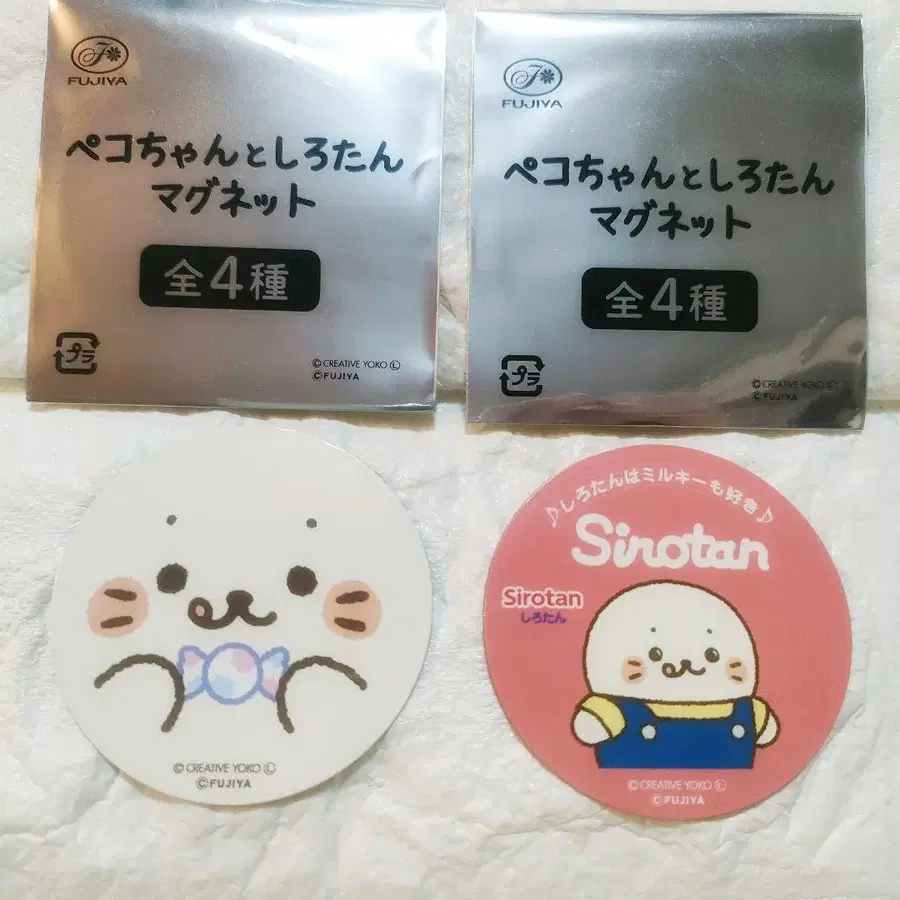 FUJIYA
ペコちゃんとしろたん
マグネット
全4種
プラ
© CREATIVE YOKO Ⓛ
© FUJIYA
FUJIYA
ペコちゃんとしろたん
マグネット
全4種
プラ
© CREATIVE YOKO Ⓛ
© FUJIYA
© CREATIVE YOKO Ⓛ
© FUJIYA
♪しろたんはミルキーも好き♪
Sirotan
Sirotan
しろたん
© CREATIVE YOKO Ⓛ
© FUJIYA